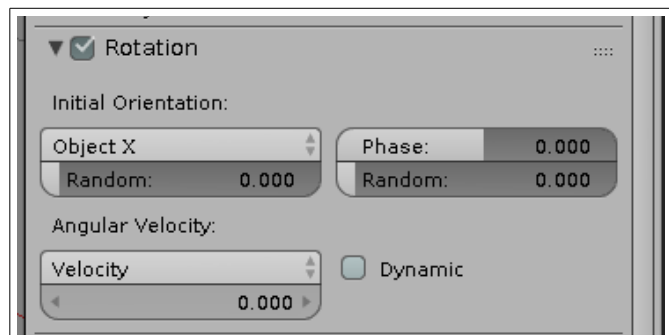 Rotation
Initial Orientation:
Object X
Phase: 0.000
Random: 0.000
Random: 0.000
Angular Velocity:
Velocity
Dynamic
0.000